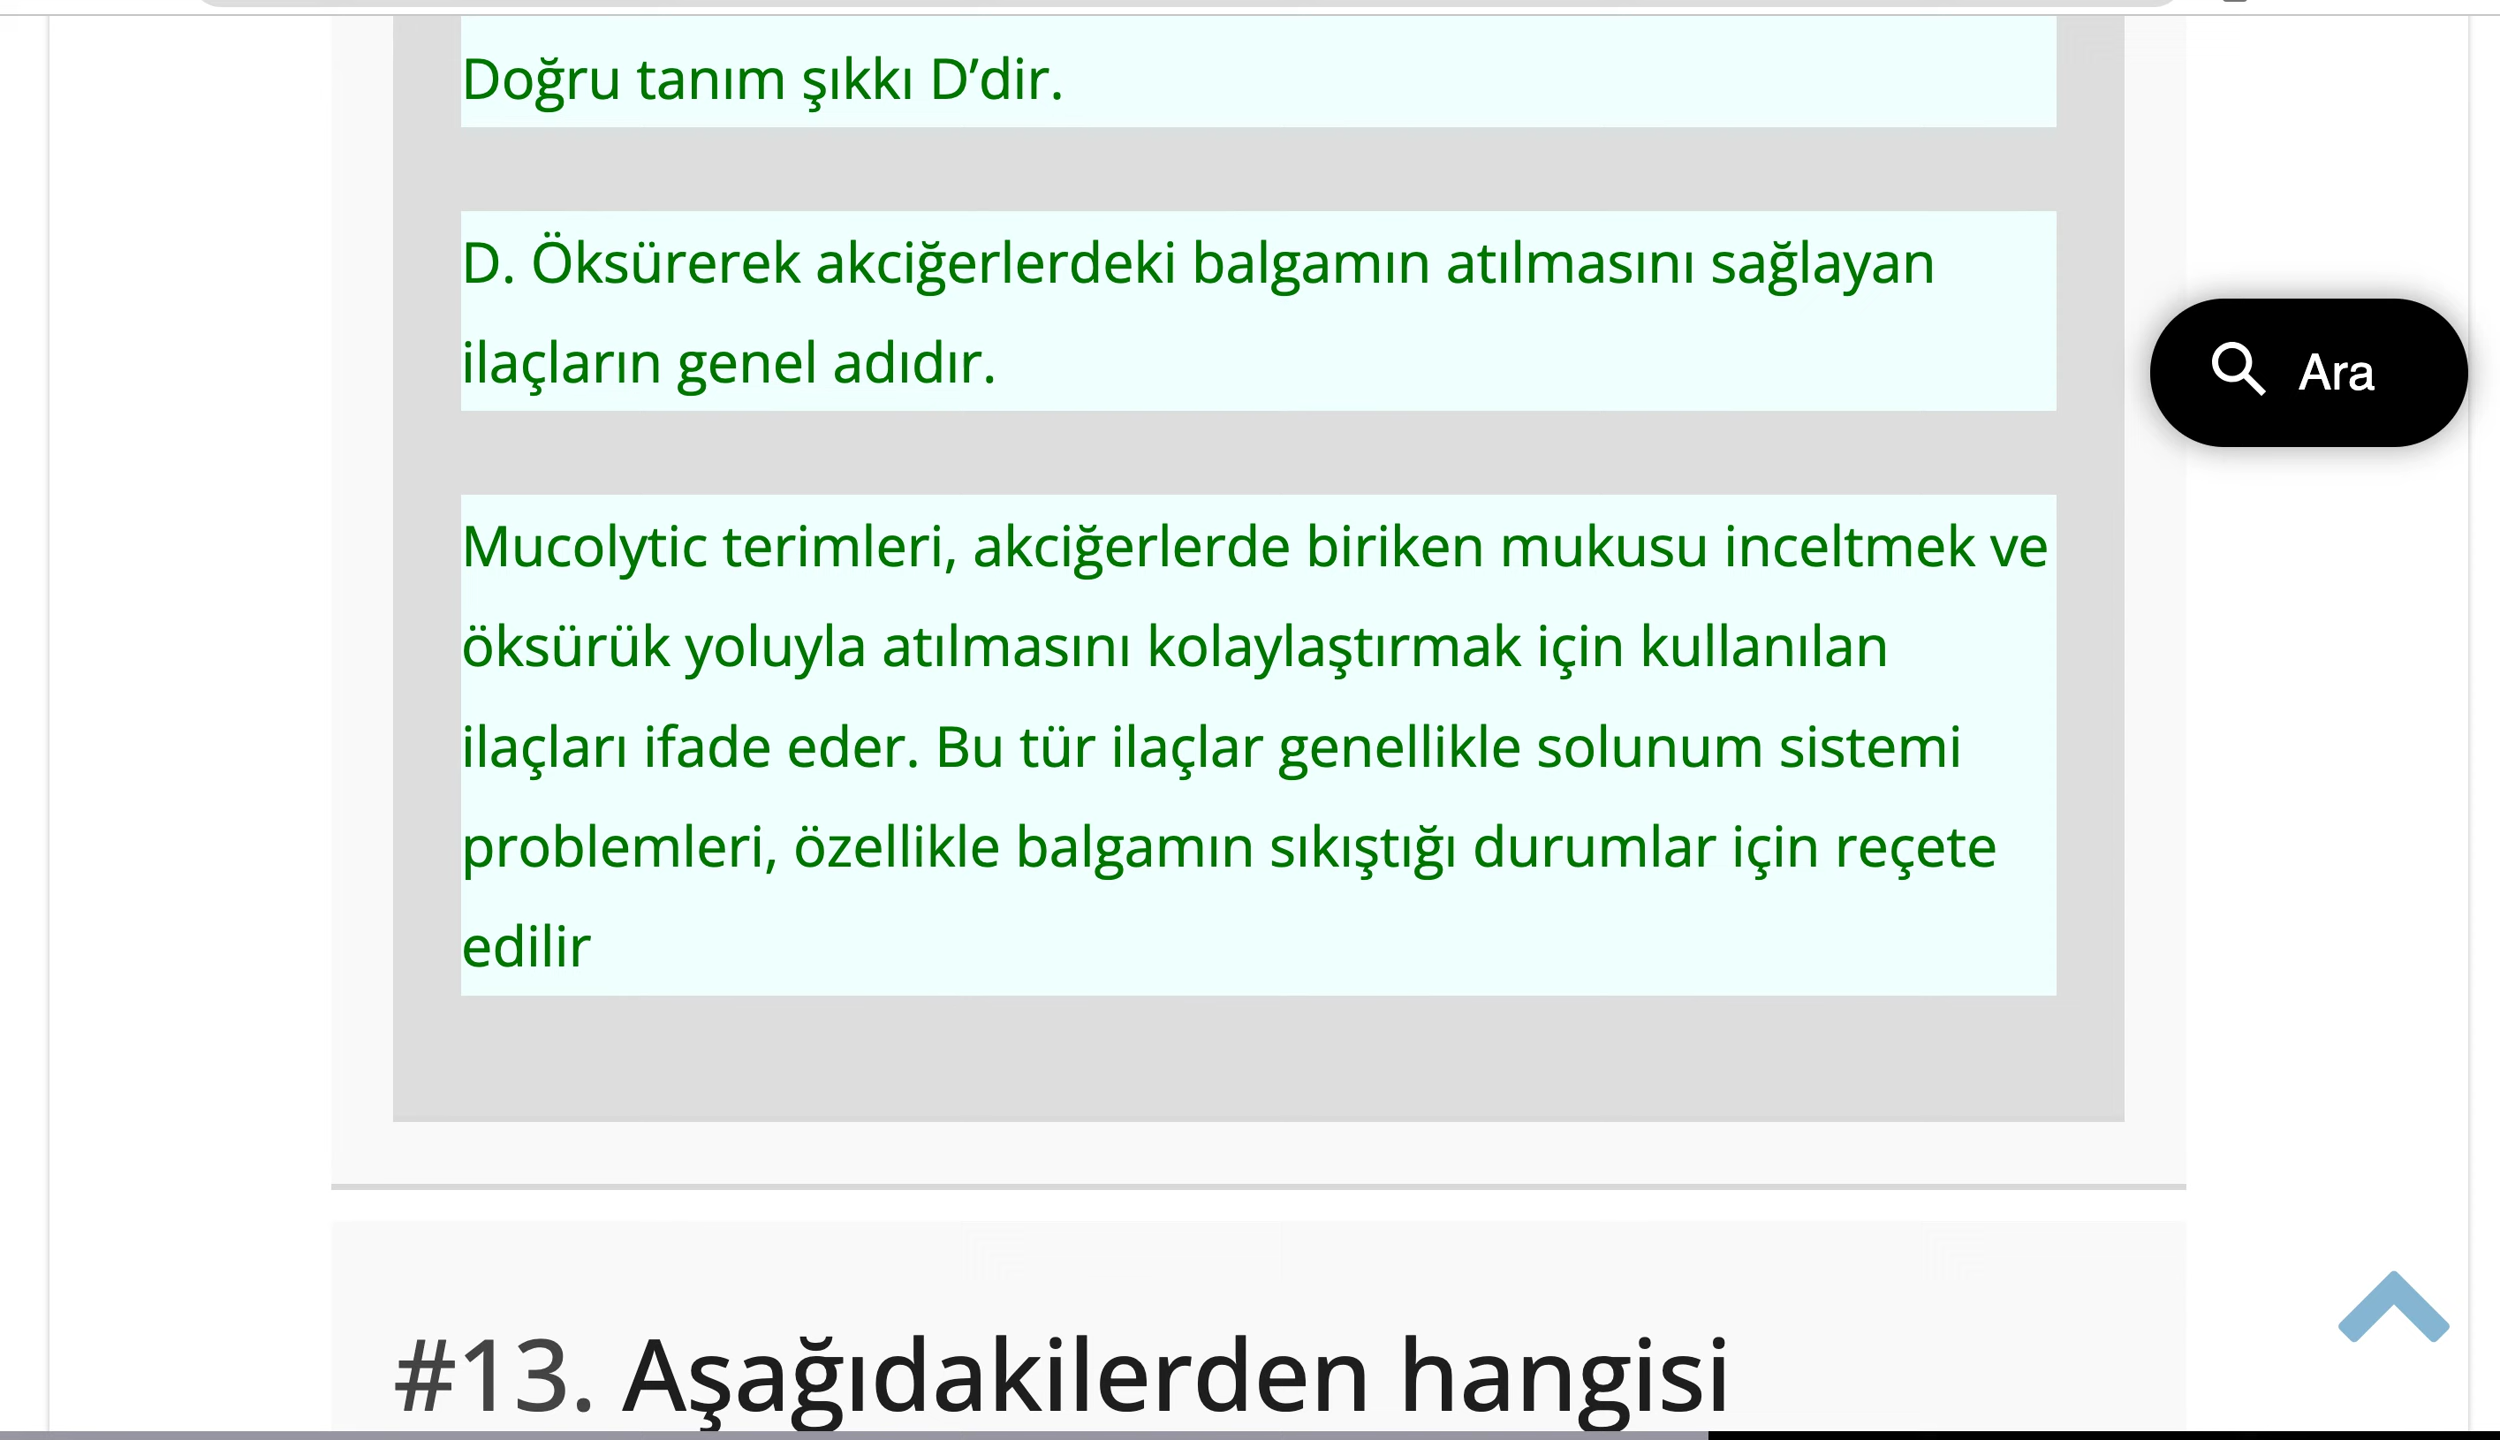 Doğru tanım şıkkı D’dir.
D. Öksürerek akciğerlerdeki balgamın atılmasını sağlayan
ilaçların genel adıdır.
Ara
Mucolytic terimleri, akciğerlerde biriken mukusu inceltmek ve
öksürük yoluyla atılmasını kolaylaştırmak için kullanılan
ilaçları ifade eder. Bu tür ilaçlar genellikle solunum sistemi
problemleri, özellikle balgamın sıkıştığı durumlar için reçete
edilir
#13. Aşağıdakilerden hangisi